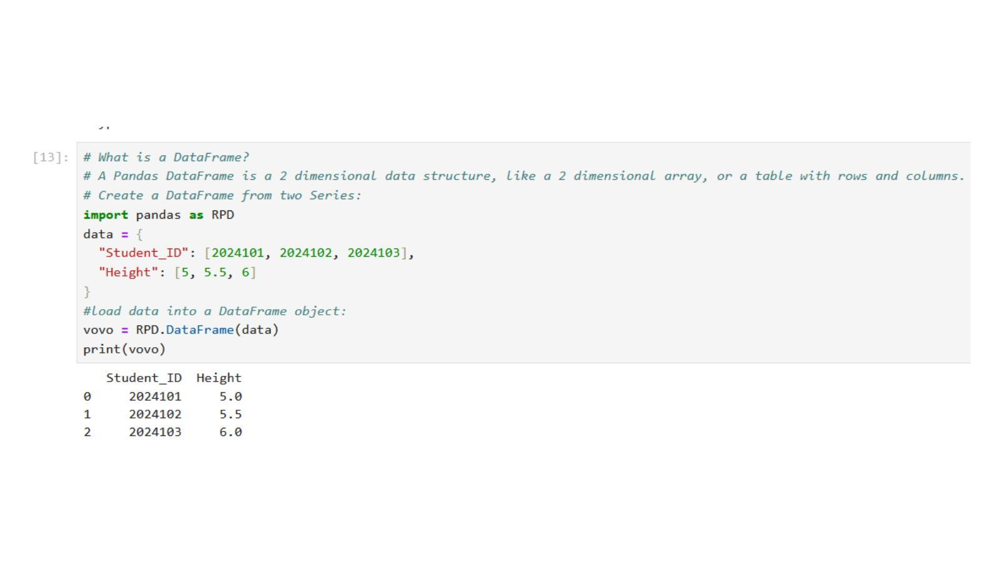 [13]: # What is a DataFrame?
# A Pandas DataFrame is a 2 dimensional data structure, like a 2 dimensional array, or a table with rows and columns.
# Create a DataFrame from two Series:
import pandas as RPD
data = {
  "Student_ID": [2024101, 2024102, 2024103],
  "Height": [5, 5.5, 6]
}
#load data into a DataFrame object:
vovo = RPD.DataFrame(data)
print(vovo)
   Student_ID  Height
0     2024101     5.0
1     2024102     5.5
2     2024103     6.0